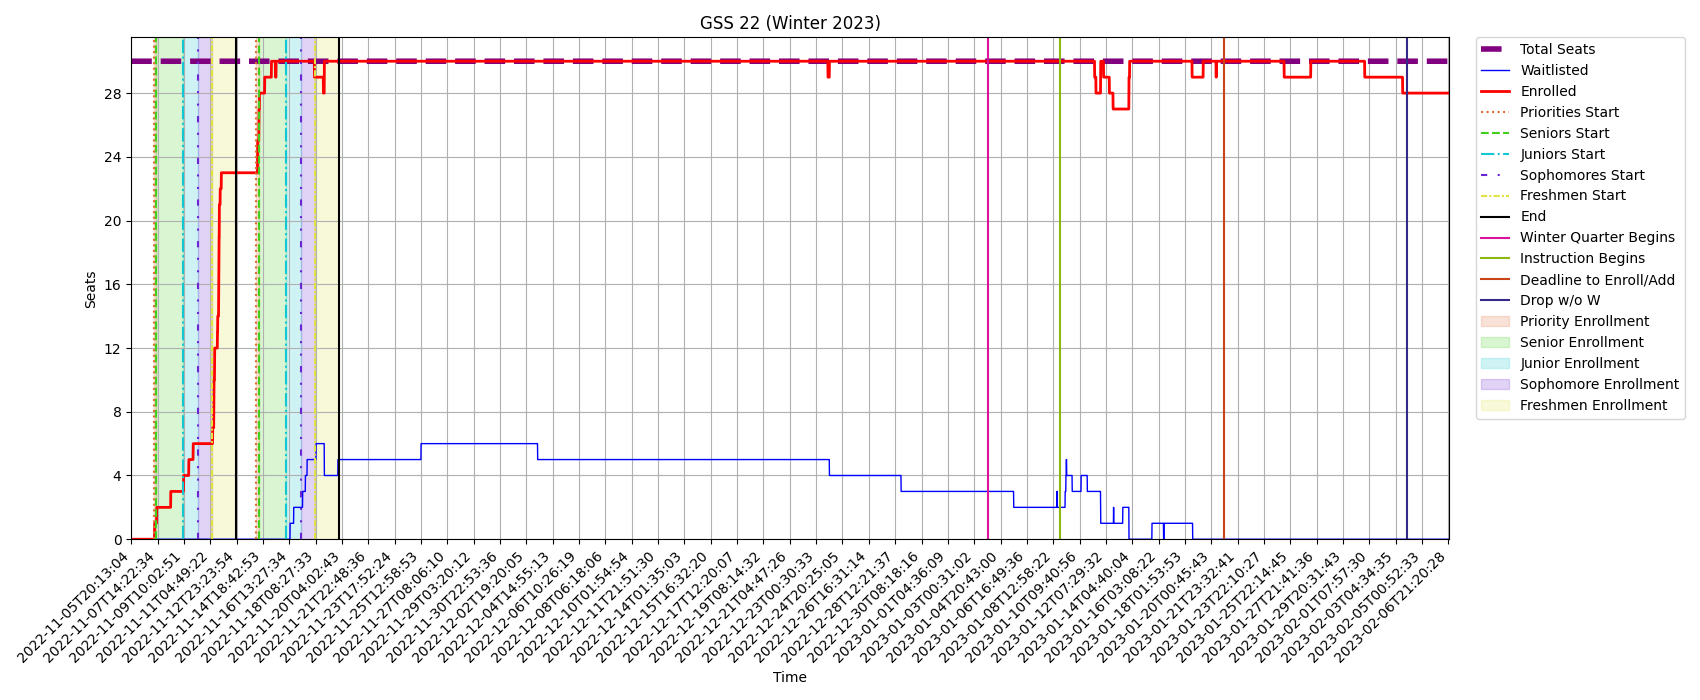 GSS 22 (Winter 2023)
Total Seats
Waitlisted
Enrolled
Priorities Start
Seniors Start
Juniors Start
Sophomores Start
Freshmen Start
End
Winter Quarter Begins
Instruction Begins
Deadline to Enroll/Add
Drop w/o W
Priority Enrollment
Senior Enrollment
Junior Enrollment
Sophomore Enrollment
Freshmen Enrollment
Seats
28
24
20
16
12
8
4
0
2022-11-05T20:13:04
2022-11-07T14:22:34
2022-11-09T10:02:51
2022-11-11T04:49:22
2022-11-12T23:23:54
2022-11-14T18:42:53
2022-11-16T13:27:34
2022-11-18T08:27:33
2022-11-20T04:02:43
2022-11-21T22:48:36
2022-11-23T17:52:24
2022-11-25T12:58:53
2022-11-27T08:06:10
2022-11-29T03:20:12
2022-11-30T22:53:36
2022-12-02T19:20:05
2022-12-04T14:55:13
2022-12-06T10:26:19
2022-12-08T06:18:06
2022-12-10T01:54:54
2022-12-11T21:51:30
2022-12-14T01:35:03
2022-12-15T16:32:20
2022-12-17T12:20:07
2022-12-19T08:14:32
2022-12-21T04:47:26
2022-12-23T00:30:33
2022-12-24T20:25:05
2022-12-26T16:31:14
2022-12-28T12:21:37
2022-12-30T08:18:16
2023-01-01T04:36:09
2023-01-03T00:31:02
2023-01-04T20:43:00
2023-01-06T16:49:36
2023-01-08T12:58:22
2023-01-10T09:40:56
2023-01-12T07:29:32
2023-01-14T04:40:04
2023-01-16T03:08:22
2023-01-18T01:53:53
2023-01-20T00:45:43
2023-01-21T23:32:41
2023-01-23T22:10:27
2023-01-25T22:14:45
2023-01-27T21:41:36
2023-01-29T20:31:43
2023-02-01T07:57:30
2023-02-03T04:34:35
2023-02-05T00:52:33
2023-02-06T21:20:28
Time